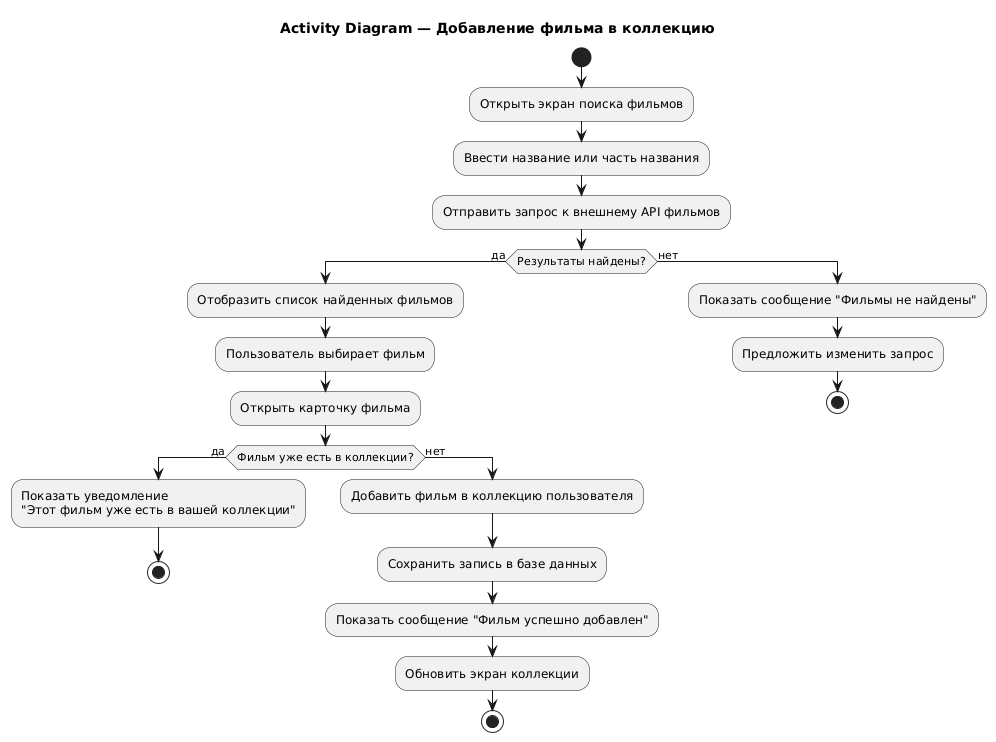 Activity Diagram — Добавление фильма в коллекцию
Открыть экран поиска фильмов
Ввести название или часть названия
Отправить запрос к внешнему API фильмов
да
Результаты найдены?
нет
Отобразить список найденных фильмов
Показать сообщение "Фильмы не найдены"
Пользователь выбирает фильм
Предложить изменить запрос
Открыть карточку фильма
да
Фильм уже есть в коллекции?
нет
Показать уведомление
"Этот фильм уже есть в вашей коллекции"
Добавить фильм в коллекцию пользователя
Сохранить запись в базе данных
Показать сообщение "Фильм успешно добавлен"
Обновить экран коллекции